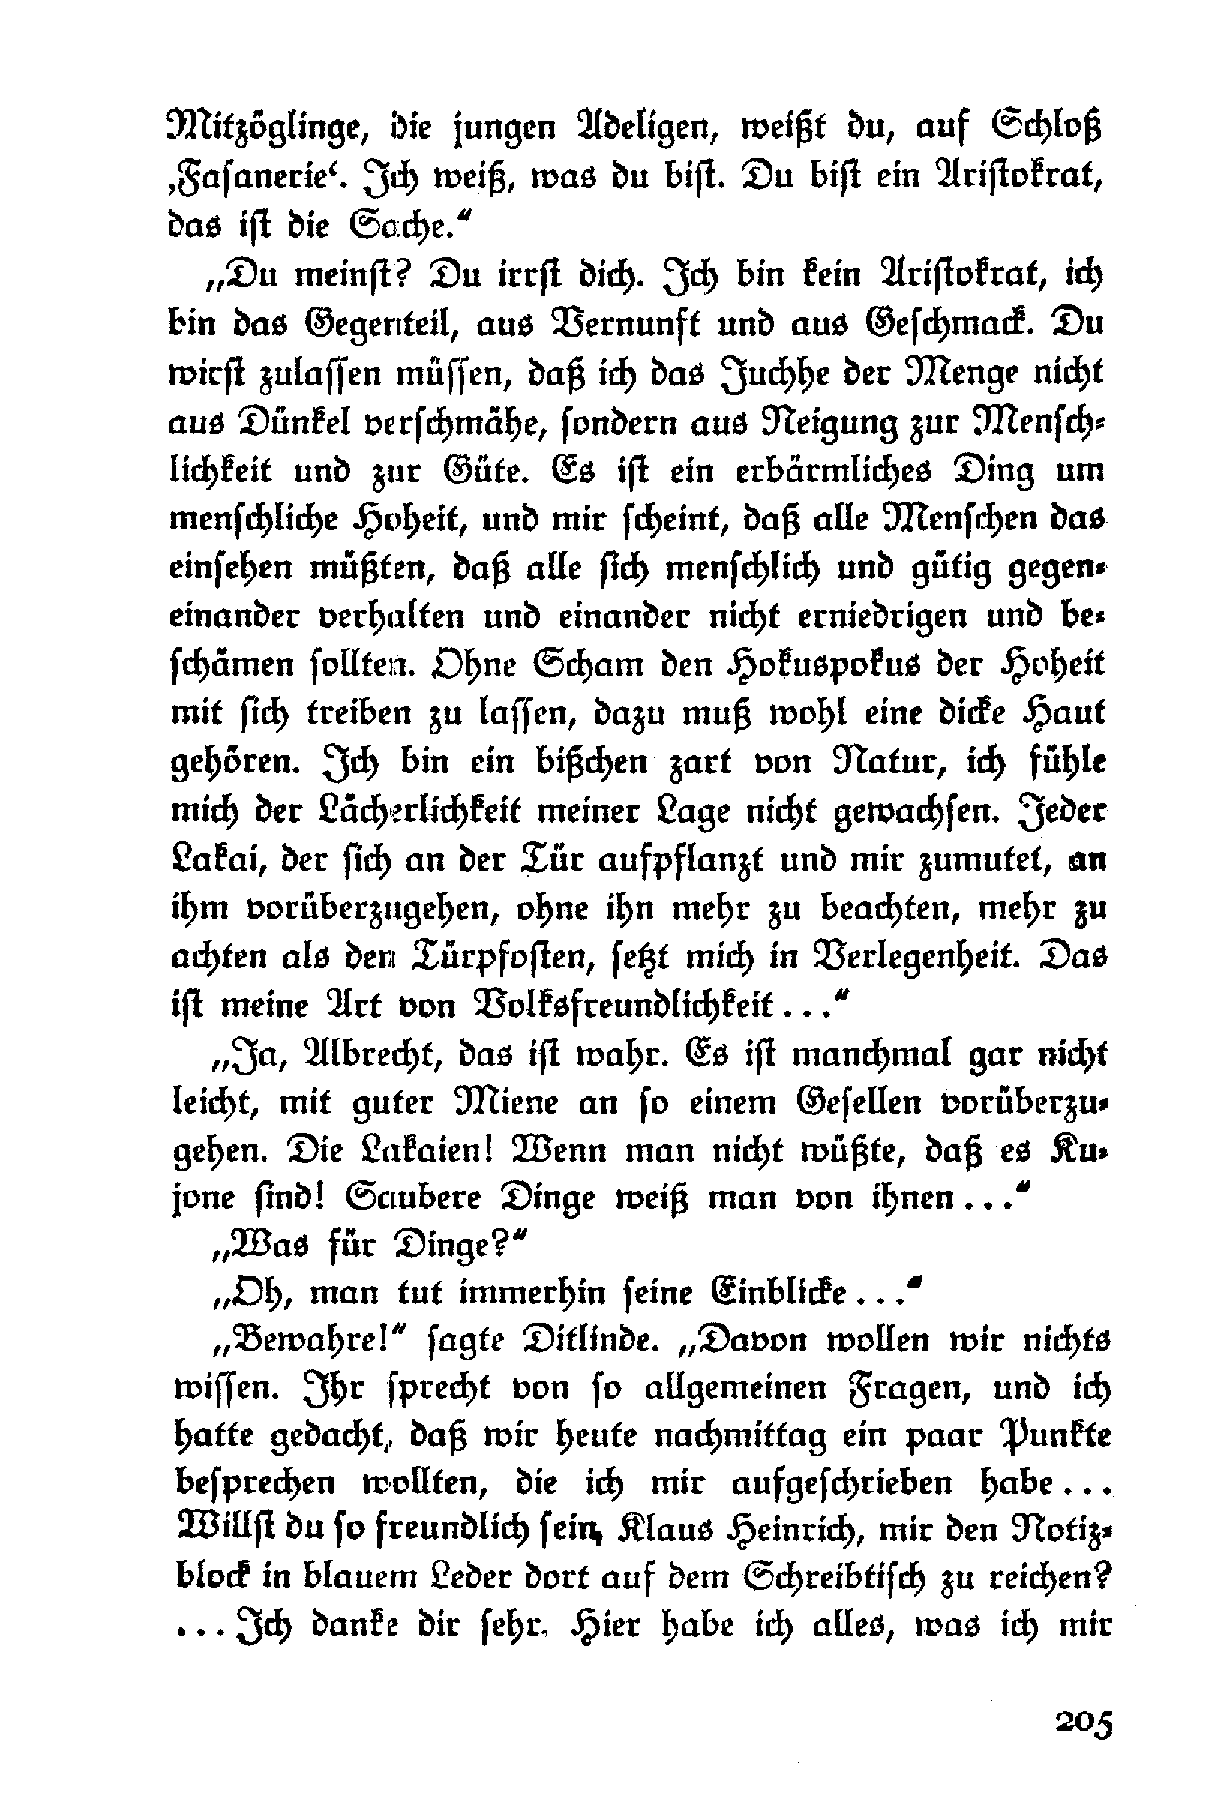 Mitzöglinge, die jungen Adeligen, weißt du, auf Schloß
‚Fasanerie‘. Ich weiß, was du bist. Du bist ein Aristokrat,
das ist die Sache.“
„Du meinst? Du irrst dich. Ich bin kein Aristokrat, ich
bin das Gegenteil, aus Vernunft und aus Geschmack. Du
wirst zulassen müssen, daß ich das Juchhe der Menge nicht
aus Dünkel verschmähe, sondern aus Neigung zur Mensch-
lichkeit und zur Güte. Es ist ein erbärmliches Ding um
menschliche Hoheit, und mir scheint, daß alle Menschen das
einsehen müßten, daß alle sich menschlich und gütig gegen-
einander verhalten und einander nicht erniedrigen und be-
schämen sollten. Ohne Scham den Hokuspokus der Hoheit
mit sich treiben zu lassen, dazu muß wohl eine dicke Haut
gehören. Ich bin ein bißchen zart von Natur, ich fühle
mich der Lächerlichkeit meiner Lage nicht gewachsen. Jeder
Lakai, der sich an der Tür aufpflanzt und mir zumutet, an
ihm vorüberzugehen, ohne ihn mehr zu beachten, mehr zu
achten als den Türpfosten, setzt mich in Verlegenheit. Das
ist meine Art von Volksfreundlichkeit . . .“
„Ja, Albrecht, das ist wahr. Es ist manchmal gar nicht
leicht, mit guter Miene an so einem Gesellen vorüberzu-
gehen. Die Lakaien! Wenn man nicht wüßte, daß es Ku-
jone sind! Saubere Dinge weiß man von ihnen . . .“
„Was für Dinge?“
„Oh, man tut immerhin seine Einblicke . . .“
„Bewahre!“ sagte Ditlinde. „Davon wollen wir nichts
wissen. Ihr sprecht von so allgemeinen Fragen, und ich
hatte gedacht, daß wir heute nachmittag ein paar Punkte
besprechen wollten, die ich mir aufgeschrieben habe . . .
Willst du so freundlich sein, Klaus Heinrich, mir den Notiz-
block in blauem Leder dort auf dem Schreibtisch zu reichen?
. . . Ich danke dir sehr. Hier habe ich alles, was ich mir
205